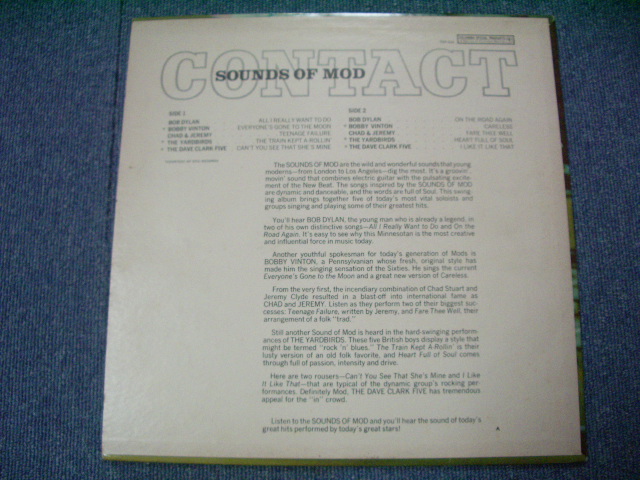 CONTACT
SOUNDS OF MOD
SIDE 1
BOB DYLAN ALL I REALLY WANT TO DO
* BOBBY VINTON EVERYONE'S GONE TO THE MOON
CHAD & JEREMY TEENAGE FAILURE
* THE YARDBIRDS THE TRAIN KEPT A-ROLLIN'
* THE DAVE CLARK FIVE CAN'T YOU SEE THAT SHE'S MINE
SIDE 2
BOB DYLAN ON THE ROAD AGAIN
* BOBBY VINTON CARELESS
CHAD & JEREMY FARE THEE WELL
* THE YARDBIRDS HEART FULL OF SOUL
* THE DAVE CLARK FIVE I LIKE IT LIKE THAT
The SOUNDS OF MOD are the wild and wonderful sounds that young
moderns—from London to Los Angeles—dig the most. It's a groovin',
movin' sound that combines electric guitar with the pulsating excite-
ment of the New Beat. The songs inspired by the SOUNDS OF MOD
are dynamic and danceable, and the words are full of Soul. This swing-
ing album brings together five of today's most vital soloists and
groups singing and playing some of their greatest hits.
You'll hear BOB DYLAN, the young man who is already a legend, in
two of his own distinctive songs—All I Really Want to Do and On the
Road Again. It's easy to see why this Minnesotan is the most creative
and influential force in music today.
Another youthful spokesman for today's generation of Mods is
BOBBY VINTON, a Pennsylvanian whose fresh, original style has
made him the singing sensation of the Sixties. He sings the current
Everyone's Gone to the Moon and a great new version of Careless.
From the very first, the incendiary combination of Chad Stuart and
Jeremy Clyde resulted in a blast-off into international fame as
CHAD and JEREMY. Listen as they perform two of their biggest suc-
cesses: Teenage Failure, written by Jeremy, and Fare Thee Well, their
arrangement of a folk "trad."
Still another Sound of Mod is heard in the hard-swinging perform-
ances of THE YARDBIRDS. These five British boys display a style that
might be termed "rock 'n' blues." The Train Kept A-Rollin' is their
lusty version of an old folk favorite, and Heart Full of Soul comes
through full of passion, intensity and drive.
Here are two rousers—Can't You See That She's Mine and I Like
It Like That—that are typical of the dynamic group's rocking per-
formances. Definitely Mod, THE DAVE CLARK FIVE has tremendous
appeal for the "in" crowd.
Listen to the SOUNDS OF MOD and you'll hear the sound of today's
great hits performed by today's great stars!
A